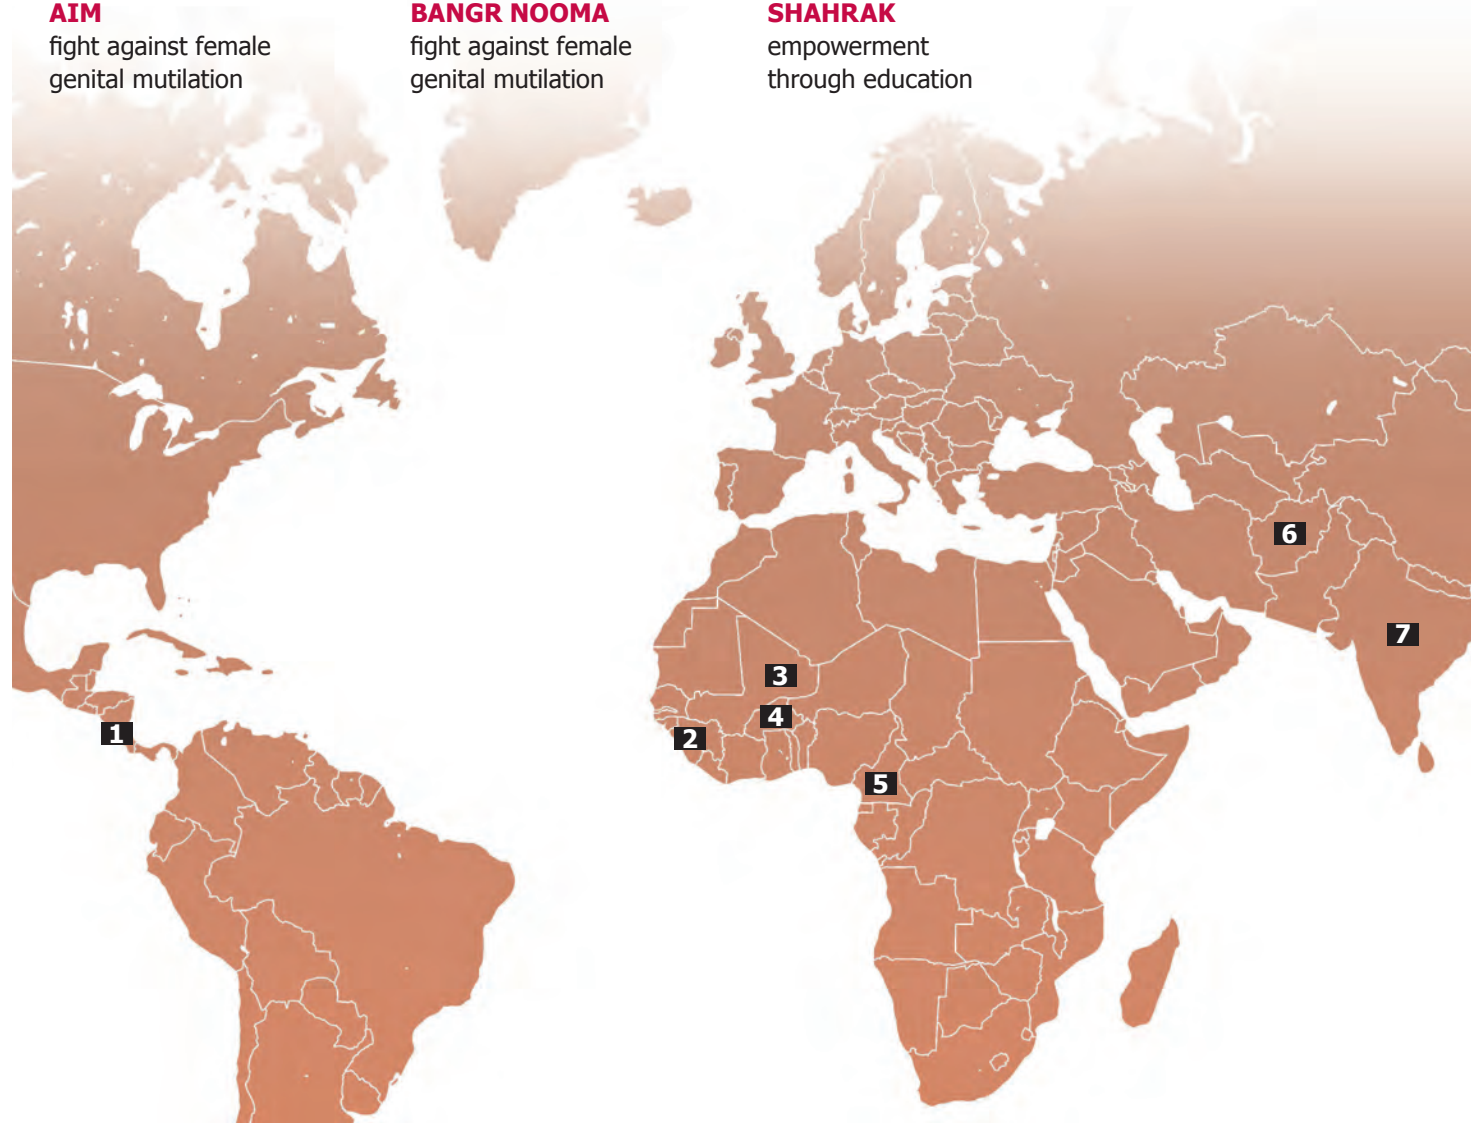 AIM
fight against female
genital mutilation
BANGR NOOMA
fight against female
genital mutilation
SHAHRAK
empowerment
through education
1
2
3
4
5
6
7